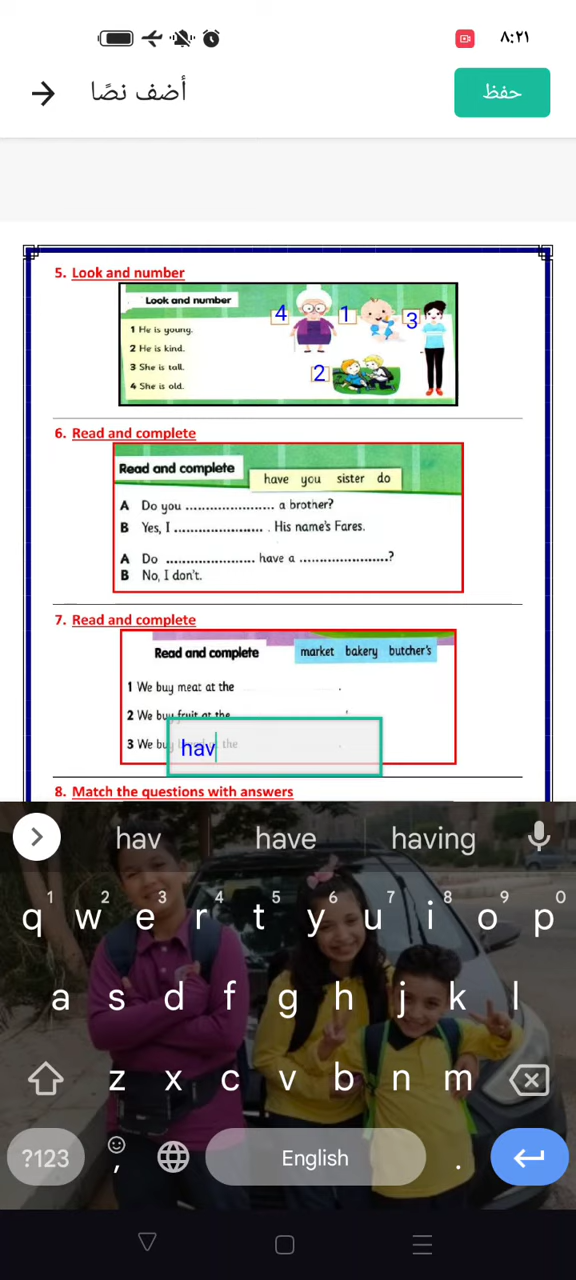 ٨:٢١
أضف نصًا
حفظ
5. Look and number
Look and number
1 He is young.
2 He is kind.
3 She is tall.
4 She is old.
4
1
3
2
6. Read and complete
Read and complete
have you sister do
A Do you ........................ a brother?
B Yes, I ........................ . His name's Fares.
A Do ........................ have a ........................?
B No, I don't.
7. Read and complete
Read and complete
market bakery butcher's
1 We buy meat at the .
2 We buy fruit at the .
3 We buy the .
hav
8. Match the questions with answers
hav have having
1 2 3 4 5 6 7 8 9 0
q w e r t y u i o p
a s d f g h j k l
z x c v b n m
?123 , English .